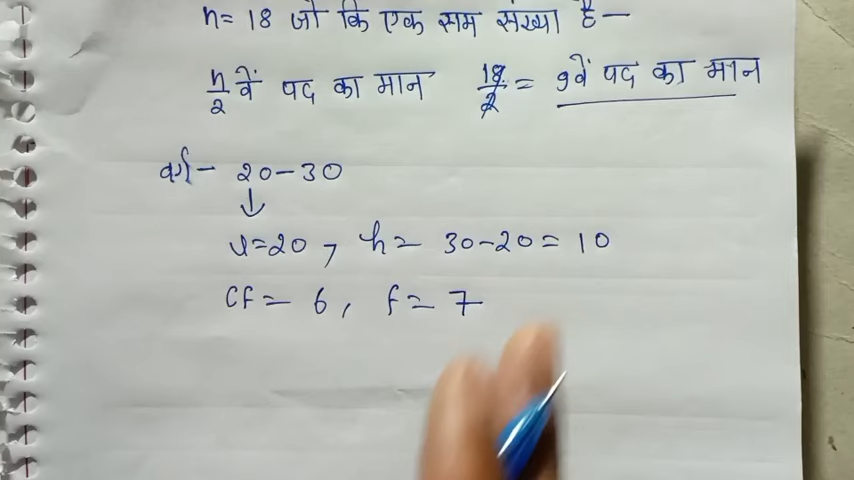 n = 18 जो कि एक सम संख्या है —
n/2 वें पद का मान 18/2 = 9वें पद का मान
वर्ग - 20-30
↓
l=20, h= 30-20=10
cf = 6, f = 7